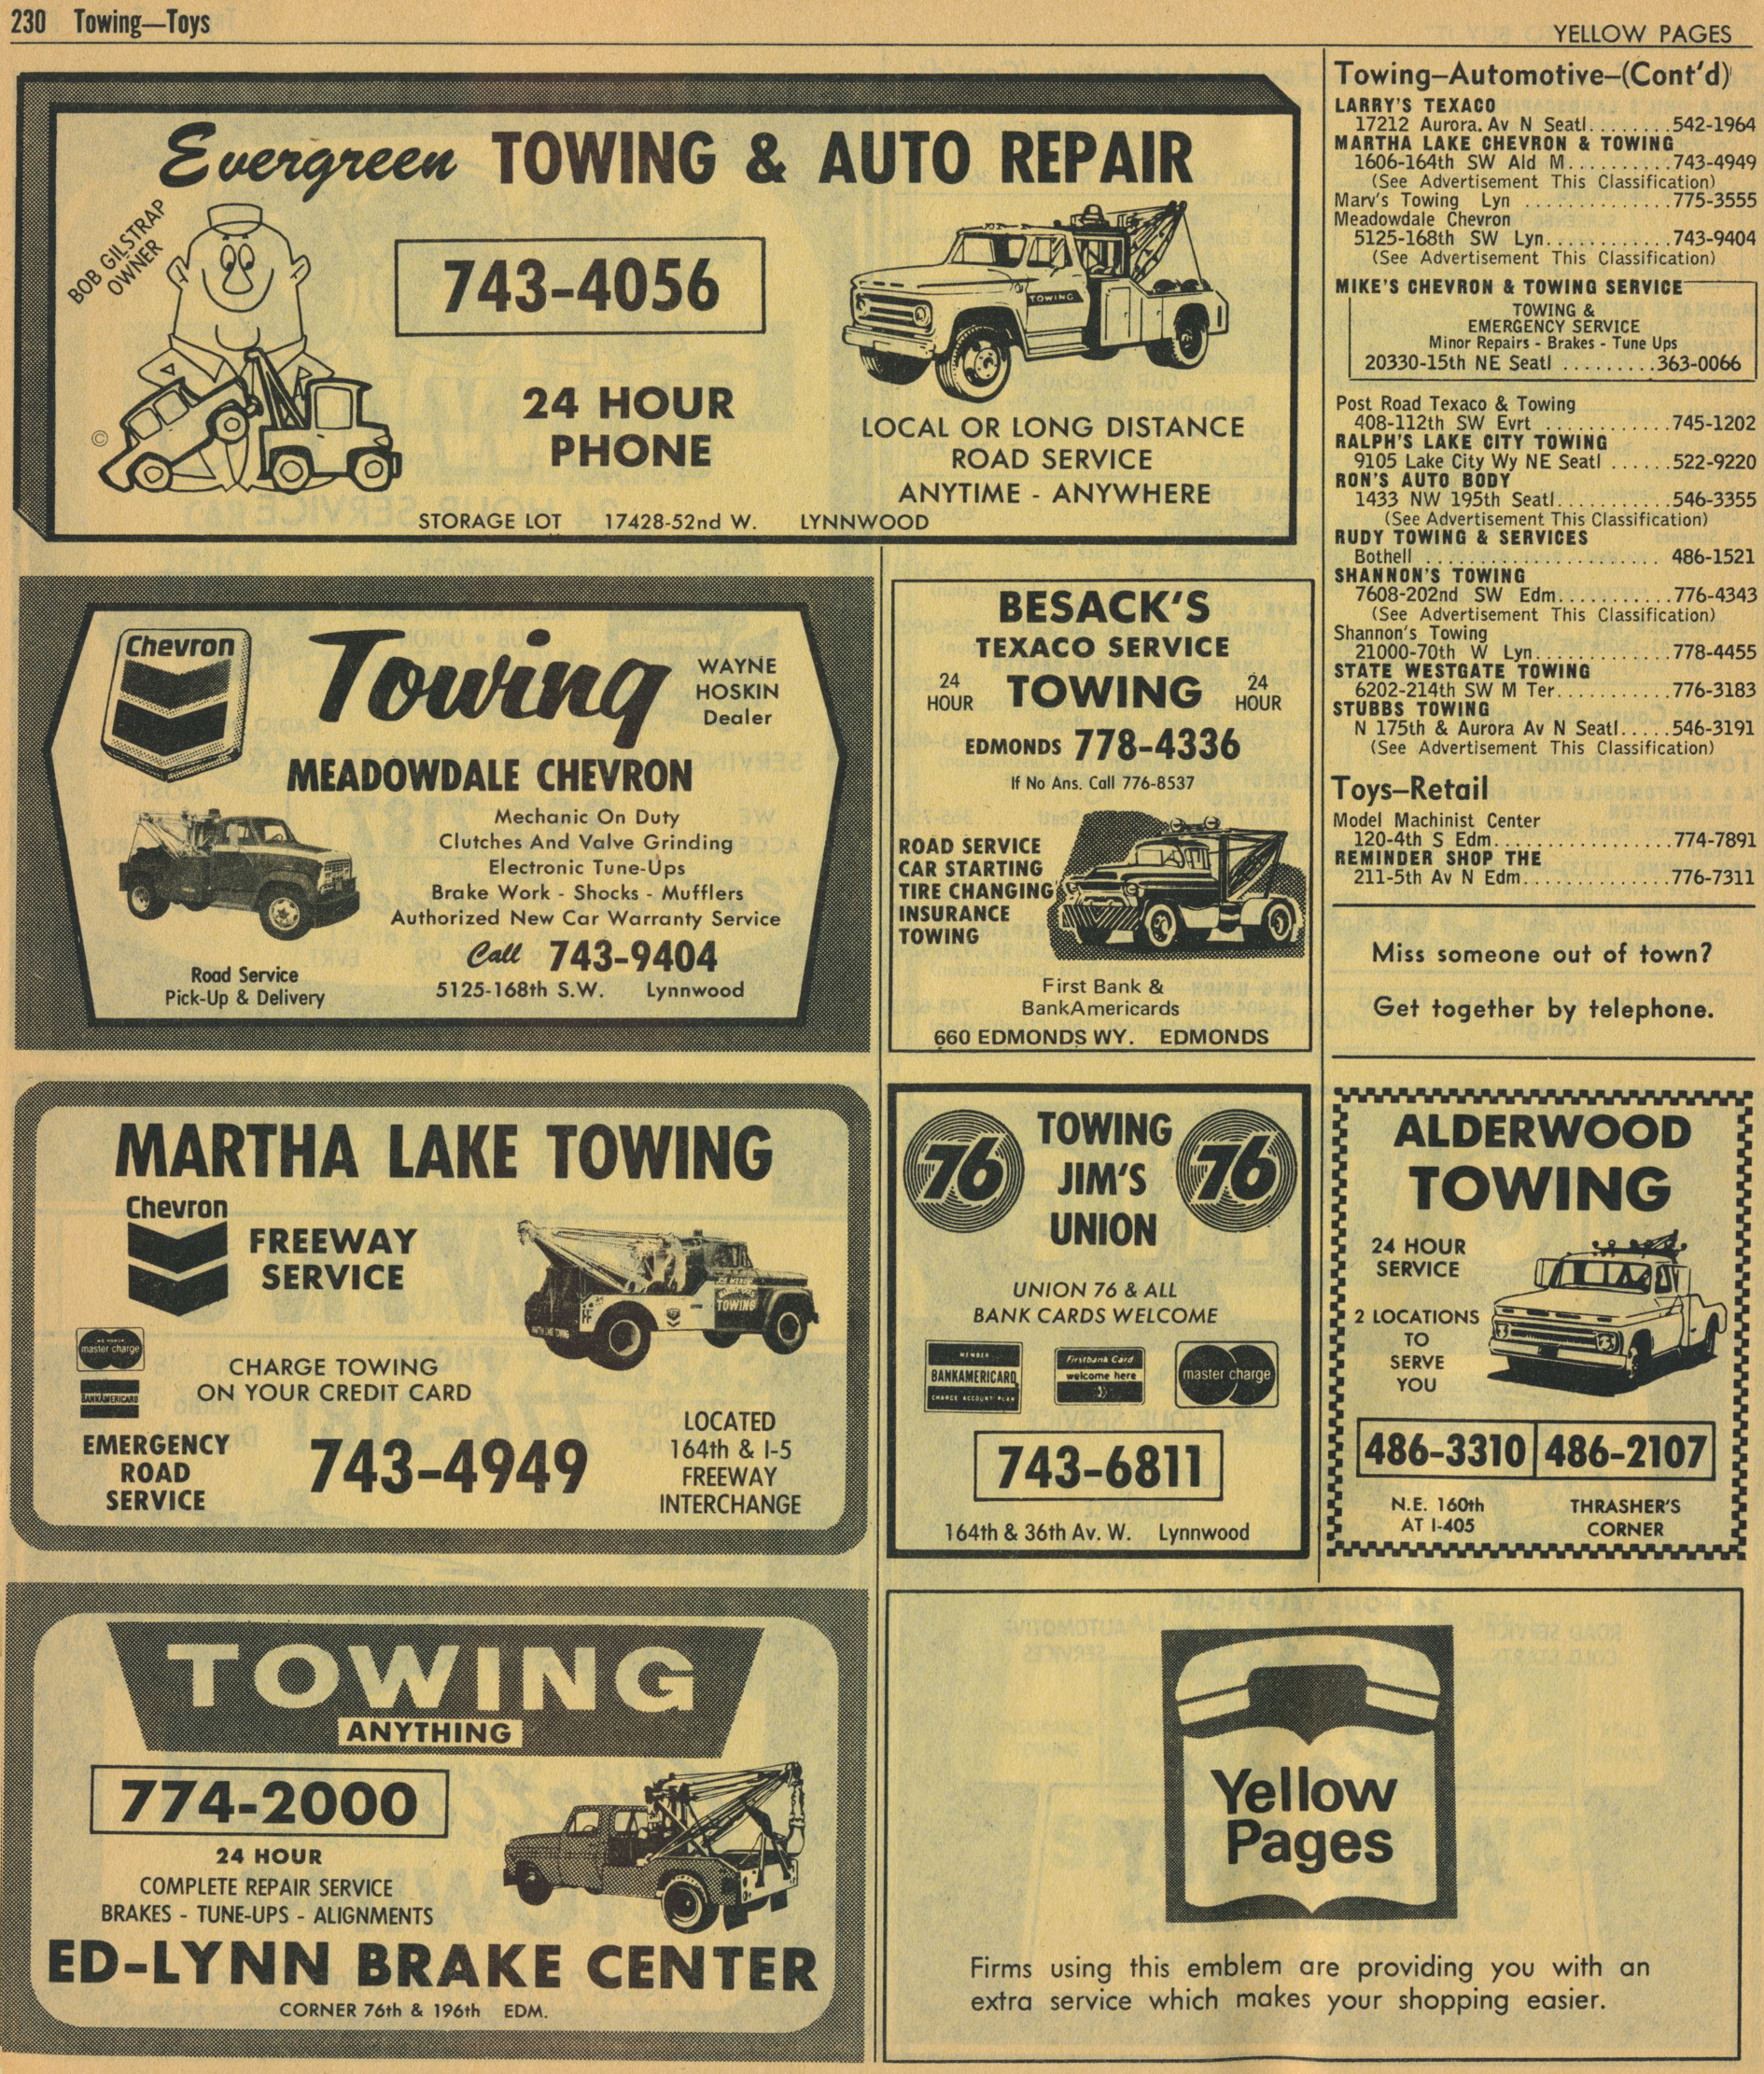 230 Towing—Toys
YELLOW PAGES
Evergreen TOWING & AUTO REPAIR
BOB GILSTRAP
OWNER
743-4056
TOWING
24 HOUR
PHONE
©
LOCAL OR LONG DISTANCE
ROAD SERVICE
ANYTIME - ANYWHERE
STORAGE LOT 17428-52nd W. LYNNWOOD
Chevron
Towing
WAYNE
HOSKIN
Dealer
MEADOWDALE CHEVRON
Mechanic On Duty
Clutches And Valve Grinding
Electronic Tune-Ups
Brake Work - Shocks - Mufflers
Authorized New Car Warranty Service
Call 743-9404
5125-168th S.W. Lynnwood
Road Service
Pick-Up & Delivery
BESACK'S
TEXACO SERVICE
24
HOUR
TOWING
24
HOUR
EDMONDS 778-4336
If No Ans. Call 776-8537
ROAD SERVICE
CAR STARTING
TIRE CHANGING
INSURANCE
TOWING
First Bank &
BankAmericards
660 EDMONDS WY. EDMONDS
MARTHA LAKE TOWING
Chevron
FREEWAY
SERVICE
TOWING
MARTHA LAKE TOWING
master charge
BANKAMERICARD
CHARGE TOWING
ON YOUR CREDIT CARD
EMERGENCY
ROAD
SERVICE
743-4949
LOCATED
164th & I-5
FREEWAY
INTERCHANGE
76
TOWING
JIM'S
UNION
76
UNION 76 & ALL
BANK CARDS WELCOME
MEMBER
BANKAMERICARD
CHARGE ACCOUNT PLAN
Firstbank Card
welcome here
master charge
743-6811
164th & 36th Av. W. Lynnwood
TOWING
ANYTHING
774-2000
24 HOUR
COMPLETE REPAIR SERVICE
BRAKES - TUNE-UPS - ALIGNMENTS
ED-LYNN BRAKE CENTER
CORNER 76th & 196th EDM.
Towing—Automotive—(Cont'd)
LARRY'S TEXACO
17212 Aurora. Av N Seatl........542-1964
MARTHA LAKE CHEVRON & TOWING
1606-164th SW Ald M..........743-4949
(See Advertisement This Classification)
Marv's Towing Lyn ..............775-3555
Meadowdale Chevron
5125-168th SW Lyn............743-9404
(See Advertisement This Classification)
MIKE'S CHEVRON & TOWING SERVICE
TOWING &
EMERGENCY SERVICE
Minor Repairs - Brakes - Tune Ups
20330-15th NE Seatl .........363-0066
Post Road Texaco & Towing
408-112th SW Evrt ............745-1202
RALPH'S LAKE CITY TOWING
9105 Lake City Wy NE Seatl ......522-9220
RON'S AUTO BODY
1433 NW 195th Seatl...........546-3355
(See Advertisement This Classification)
RUDY TOWING & SERVICES
Bothell ...................... 486-1521
SHANNON'S TOWING
7608-202nd SW Edm...........776-4343
(See Advertisement This Classification)
Shannon's Towing
21000-70th W Lyn.............778-4455
STATE WESTGATE TOWING
6202-214th SW M Ter...........776-3183
STUBBS TOWING
N 175th & Aurora Av N Seatl.....546-3191
(See Advertisement This Classification)
Toys—Retail
Model Machinist Center
120-4th S Edm.................774-7891
REMINDER SHOP THE
211-5th Av N Edm..............776-7311
Miss someone out of town?
Get together by telephone.
ALDERWOOD
TOWING
24 HOUR
SERVICE
2 LOCATIONS
TO
SERVE
YOU
486-3310 486-2107
N.E. 160th
AT I-405
THRASHER'S
CORNER
Yellow
Pages
Firms using this emblem are providing you with an
extra service which makes your shopping easier.